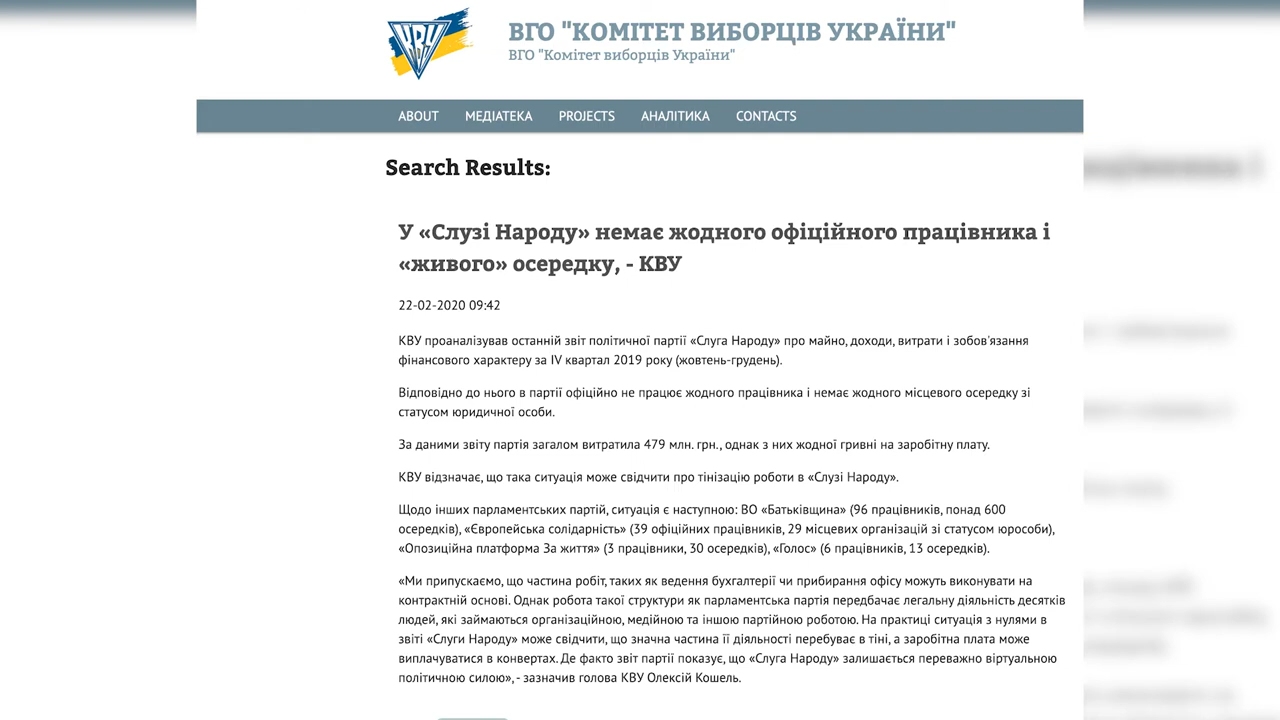 КВУ
ВГО "КОМІТЕТ ВИБОРЦІВ УКРАЇНИ"
ВГО "Комітет виборців України"
ABOUT МЕДІАТЕКА PROJECTS АНАЛІТИКА CONTACTS
Search Results:
У «Слузі Народу» немає жодного офіційного працівника і
«живого» осередку, - КВУ
22-02-2020 09:42
КВУ проаналізував останній звіт політичної партії «Слуга Народу» про майно, доходи, витрати і зобов'язання
фінансового характеру за IV квартал 2019 року (жовтень-грудень).
Відповідно до нього в партії офіційно не працює жодного працівника і немає жодного місцевого осередку зі
статусом юридичної особи.
За даними звіту партія загалом витратила 479 млн. грн., однак з них жодної гривні на заробітну плату.
КВУ відзначає, що така ситуація може свідчити про тінізацію роботи в «Слузі Народу».
Щодо інших парламентських партій, ситуація є наступною: ВО «Батьківщина» (96 працівників, понад 600
осередків), «Європейська солідарність» (39 офіційних працівників, 29 місцевих організацій зі статусом юрособи),
«Опозиційна платформа За життя» (3 працівники, 30 осередків), «Голос» (6 працівників, 13 осередків).
«Ми припускаємо, що частина робіт, таких як ведення бухгалтерії чи прибирання офісу можуть виконувати на
контрактній основі. Однак робота такої структури як парламентська партія передбачає легальну діяльність десятків
людей, які займаються організаційною, медійною та іншою партійною роботою. На практиці ситуація з нулями в
звіті «Слуги Народу» може свідчити, що значна частина її діяльності перебуває в тіні, а заробітна плата може
виплачуватися в конвертах. Де факто звіт партії показує, що «Слуга Народу» залишається переважно віртуальною
політичною силою», - зазначив голова КВУ Олексій Кошель.